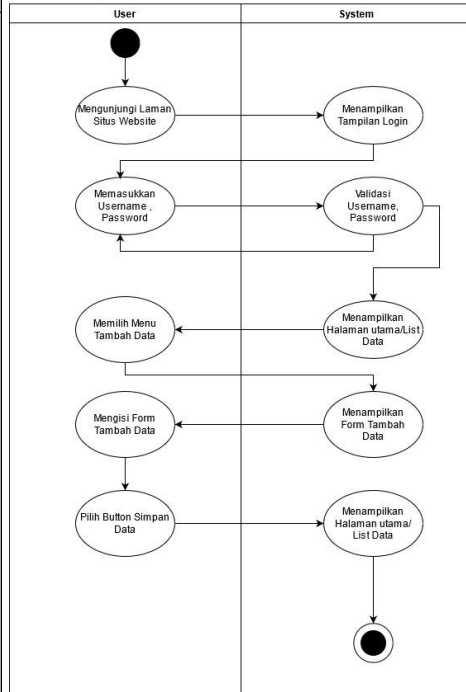 User
System
Mengunjungi Laman
Situs Website
Menampilkan
Tampilan Login
Memasukkan
Username ,
Password
Validasi
Username,
Password
Menampilkan
Halaman utama/List
Data
Memilih Menu
Tambah Data
Menampilkan
Form Tambah
Data
Mengisi Form
Tambah Data
Pilih Button Simpan
Data
Menampilkan
Halaman utama/
List Data